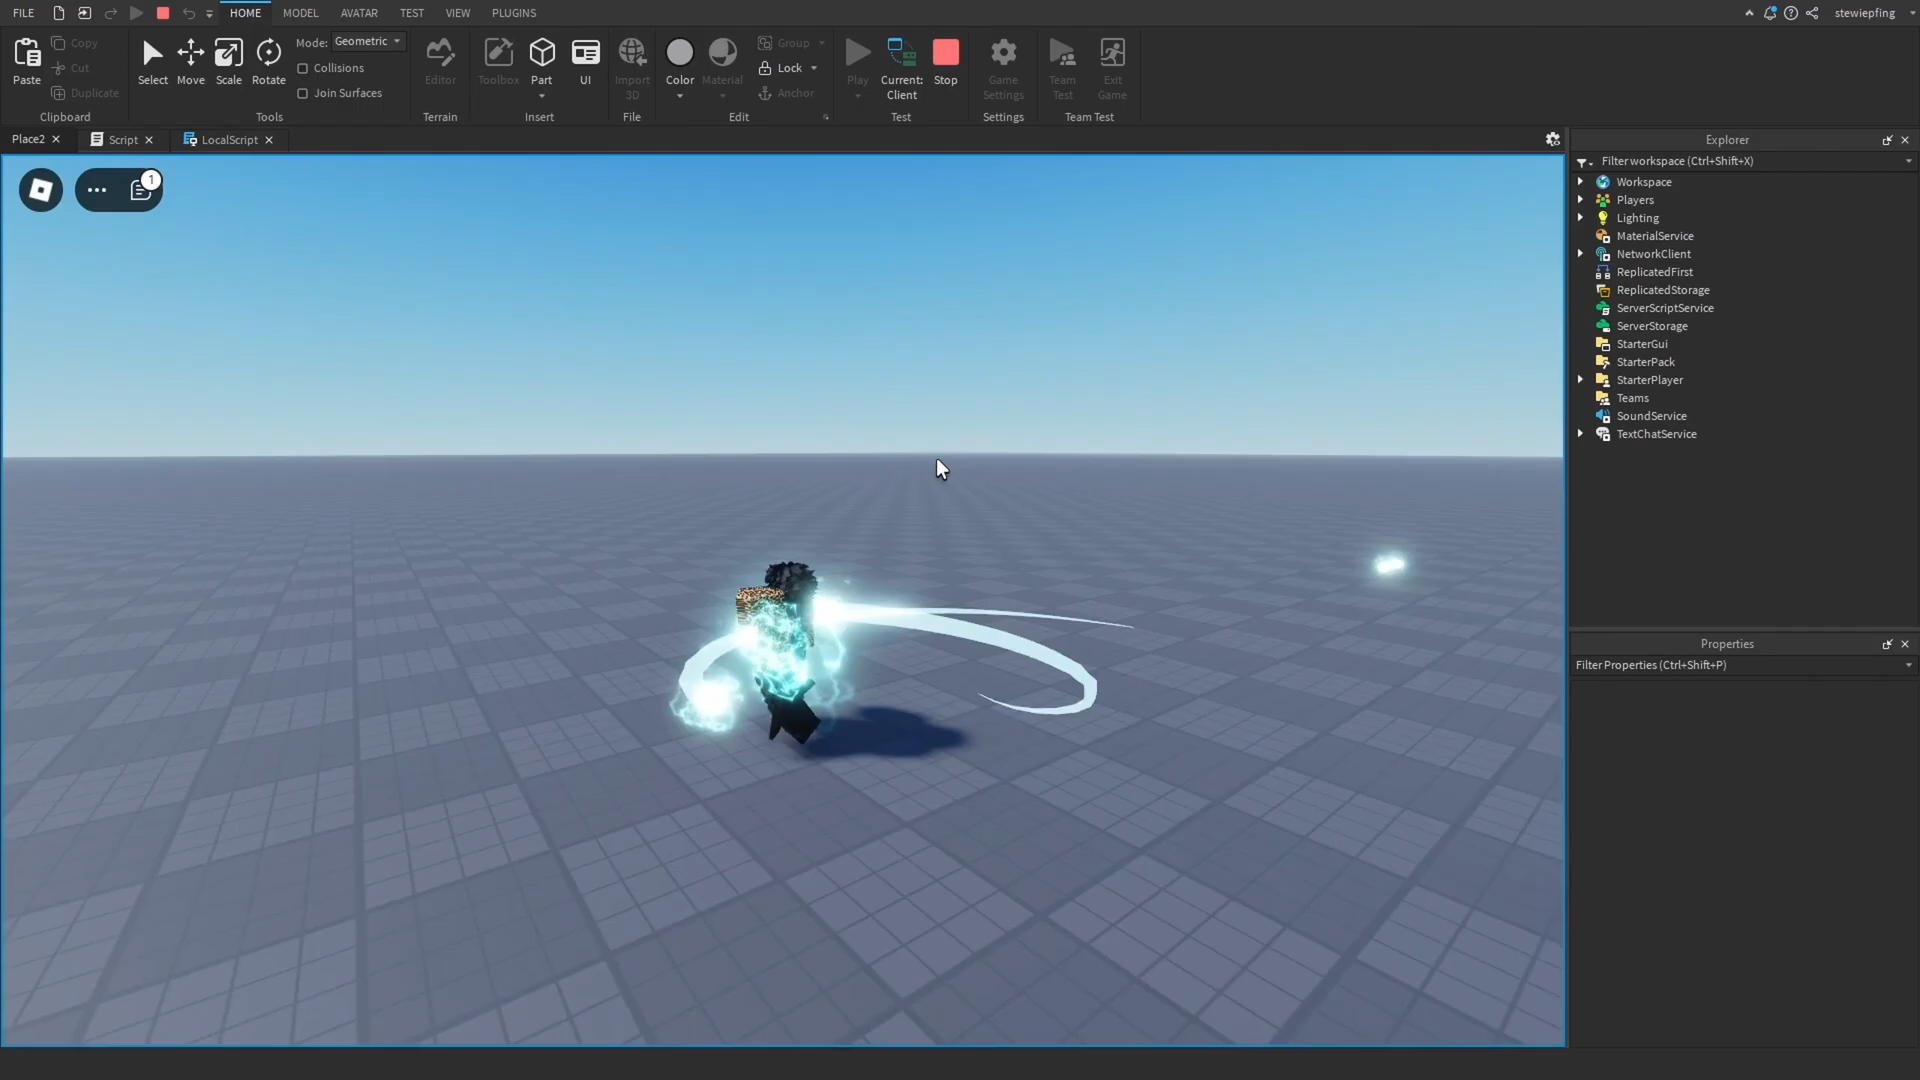 FILE HOME MODEL AVATAR TEST VIEW PLUGINS stewiepfing
Paste Copy Cut Duplicate Clipboard
Select Move Scale Rotate Mode: Geometric Collisions Join Surfaces Tools
Editor Terrain
Toolbox Part UI Insert
Import 3D File
Color Material Group Lock Anchor Edit
Play Current: Client Stop Test
Game Settings Settings
Team Test Exit Game Team Test
Place2 Script LocalScript
1
Explorer
Filter workspace (Ctrl+Shift+X)
Workspace
Players
Lighting
MaterialService
NetworkClient
ReplicatedFirst
ReplicatedStorage
ServerScriptService
ServerStorage
StarterGui
StarterPack
StarterPlayer
Teams
SoundService
TextChatService
Properties
Filter Properties (Ctrl+Shift+P)